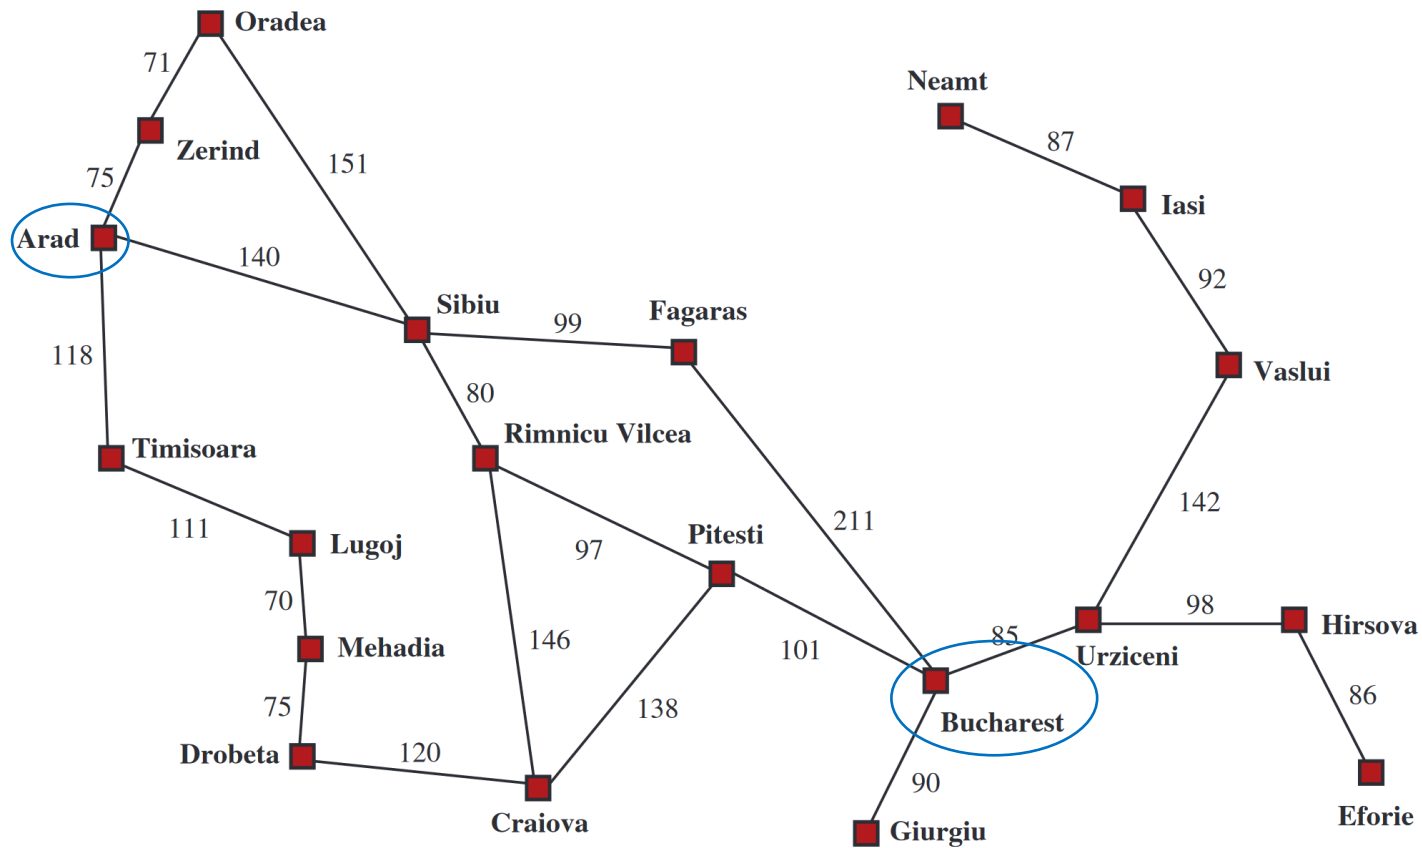 Oradea
71
Neamt
87
Zerind
151
75
Iasi
Arad
140
92
Sibiu
Fagaras
99
118
Vaslui
80
Rimnicu Vilcea
Timisoara
142
211
111
Pitesti
Lugoj
97
70
98
Hirsova
85
146
Mehadia
101
Urziceni
86
75
138
Bucharest
Drobeta
120
90
Craiova
Giurgiu
Eforie